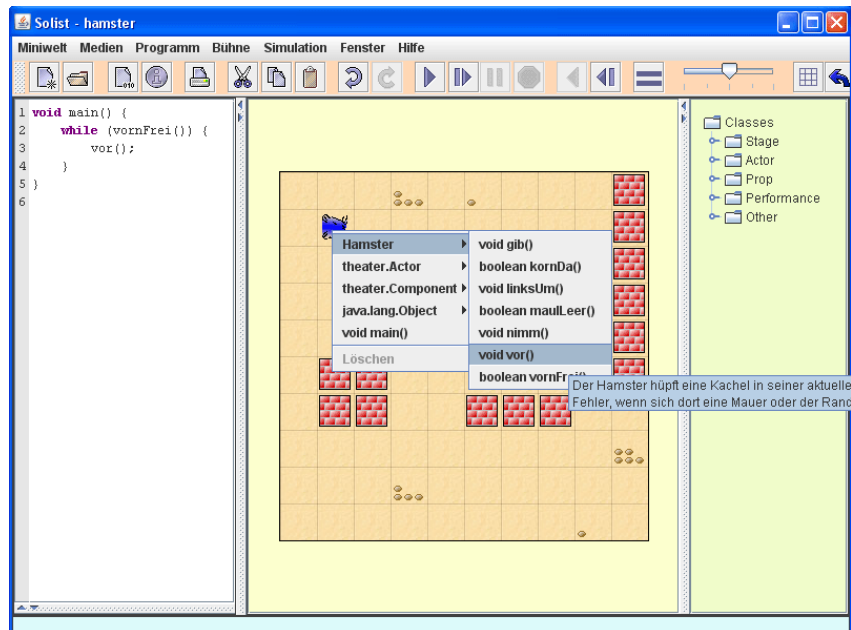 Solist - hamster
Miniwelt Medien Programm Bühne Simulation Fenster Hilfe
1 void main() {
2 while (vornFrei()) {
3 vor();
4 }
5 }
6
Classes
Stage
Actor
Prop
Performance
Other
Hamster
theater.Actor
theater.Component
java.lang.Object
void main()
Löschen
void gib()
boolean kornDa()
void linksUm()
boolean maulLeer()
void nimm()
void vor()
boolean vornFrei()
Der Hamster hüpft eine Kachel in seiner aktuelle
Fehler, wenn sich dort eine Mauer oder der Ranc